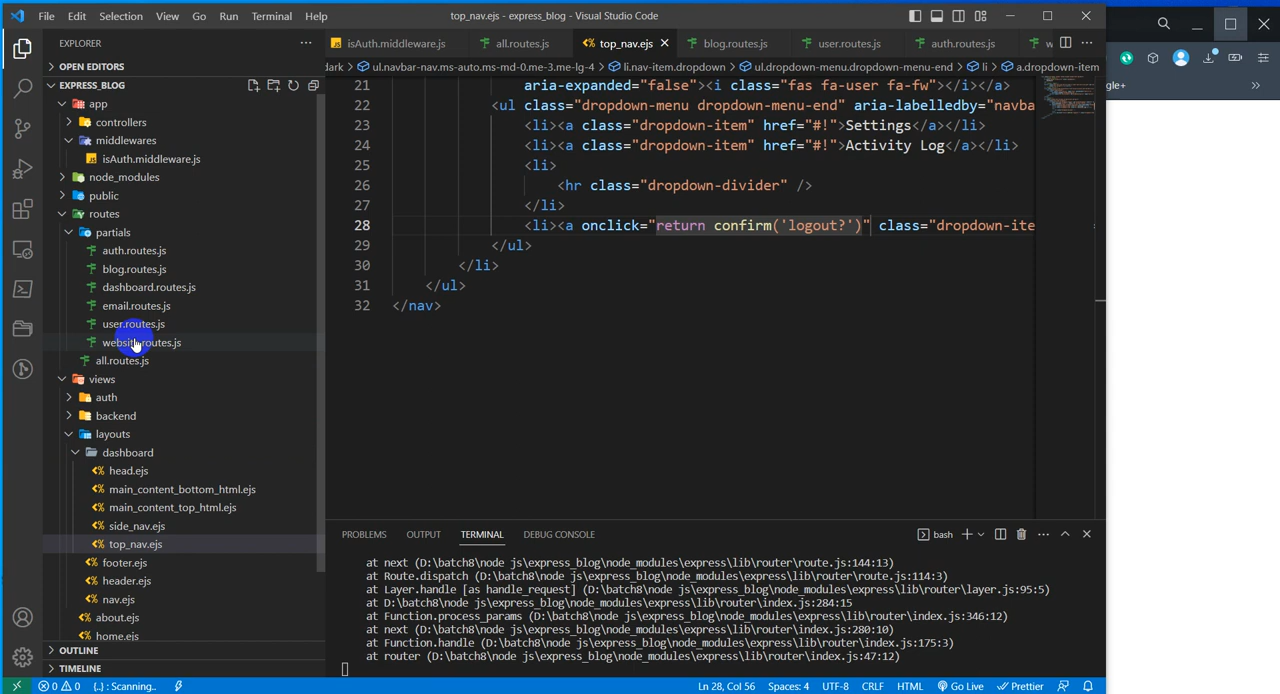 File Edit Selection View Go Run Terminal Help top_nav.ejs - express_blog - Visual Studio Code
EXPLORER
isAuth.middleware.js all.routes.js top_nav.ejs blog.routes.js user.routes.js auth.routes.js w
OPEN EDITORS
dark > ul.navbar-nav.ms-auto.ms-md-0.me-3.me-lg-4 > li.nav-item.dropdown > ul.dropdown-menu.dropdown-menu-end > li > a.dropdown-item
gle+
EXPRESS_BLOG
app
controllers
middlewares
isAuth.middleware.js
node_modules
public
routes
partials
auth.routes.js
blog.routes.js
dashboard.routes.js
email.routes.js
user.routes.js
website.routes.js
all.routes.js
views
auth
backend
layouts
dashboard
head.ejs
main_content_bottom_html.ejs
main_content_top_html.ejs
side_nav.ejs
top_nav.ejs
footer.ejs
header.ejs
nav.ejs
about.ejs
home.ejs
OUTLINE
TIMELINE
21 aria-expanded="false"><i class="fas fa-user fa-fw"></i></a>
22 <ul class="dropdown-menu dropdown-menu-end" aria-labelledby="navba
23 <li><a class="dropdown-item" href="#!">Settings</a></li>
24 <li><a class="dropdown-item" href="#!">Activity Log</a></li>
25 <li>
26 <hr class="dropdown-divider" />
27 </li>
28 <li><a onclick="return confirm('logout?')" class="dropdown-ite
29 </ul>
30 </li>
31 </ul>
32 </nav>
PROBLEMS OUTPUT TERMINAL DEBUG CONSOLE bash
at next (D:\batch8\node js\express_blog\node_modules\express\lib\router\route.js:144:13)
at Route.dispatch (D:\batch8\node js\express_blog\node_modules\express\lib\router\route.js:114:3)
at Layer.handle [as handle_request] (D:\batch8\node js\express_blog\node_modules\express\lib\router\layer.js:95:5)
at D:\batch8\node js\express_blog\node_modules\express\lib\router\index.js:284:15
at Function.process_params (D:\batch8\node js\express_blog\node_modules\express\lib\router\index.js:346:12)
at next (D:\batch8\node js\express_blog\node_modules\express\lib\router\index.js:280:10)
at Function.handle (D:\batch8\node js\express_blog\node_modules\express\lib\router\index.js:175:3)
at router (D:\batch8\node js\express_blog\node_modules\express\lib\router\index.js:47:12)
0 0 {..} : Scanning.. Ln 28, Col 56 Spaces: 4 UTF-8 CRLF HTML Go Live Prettier